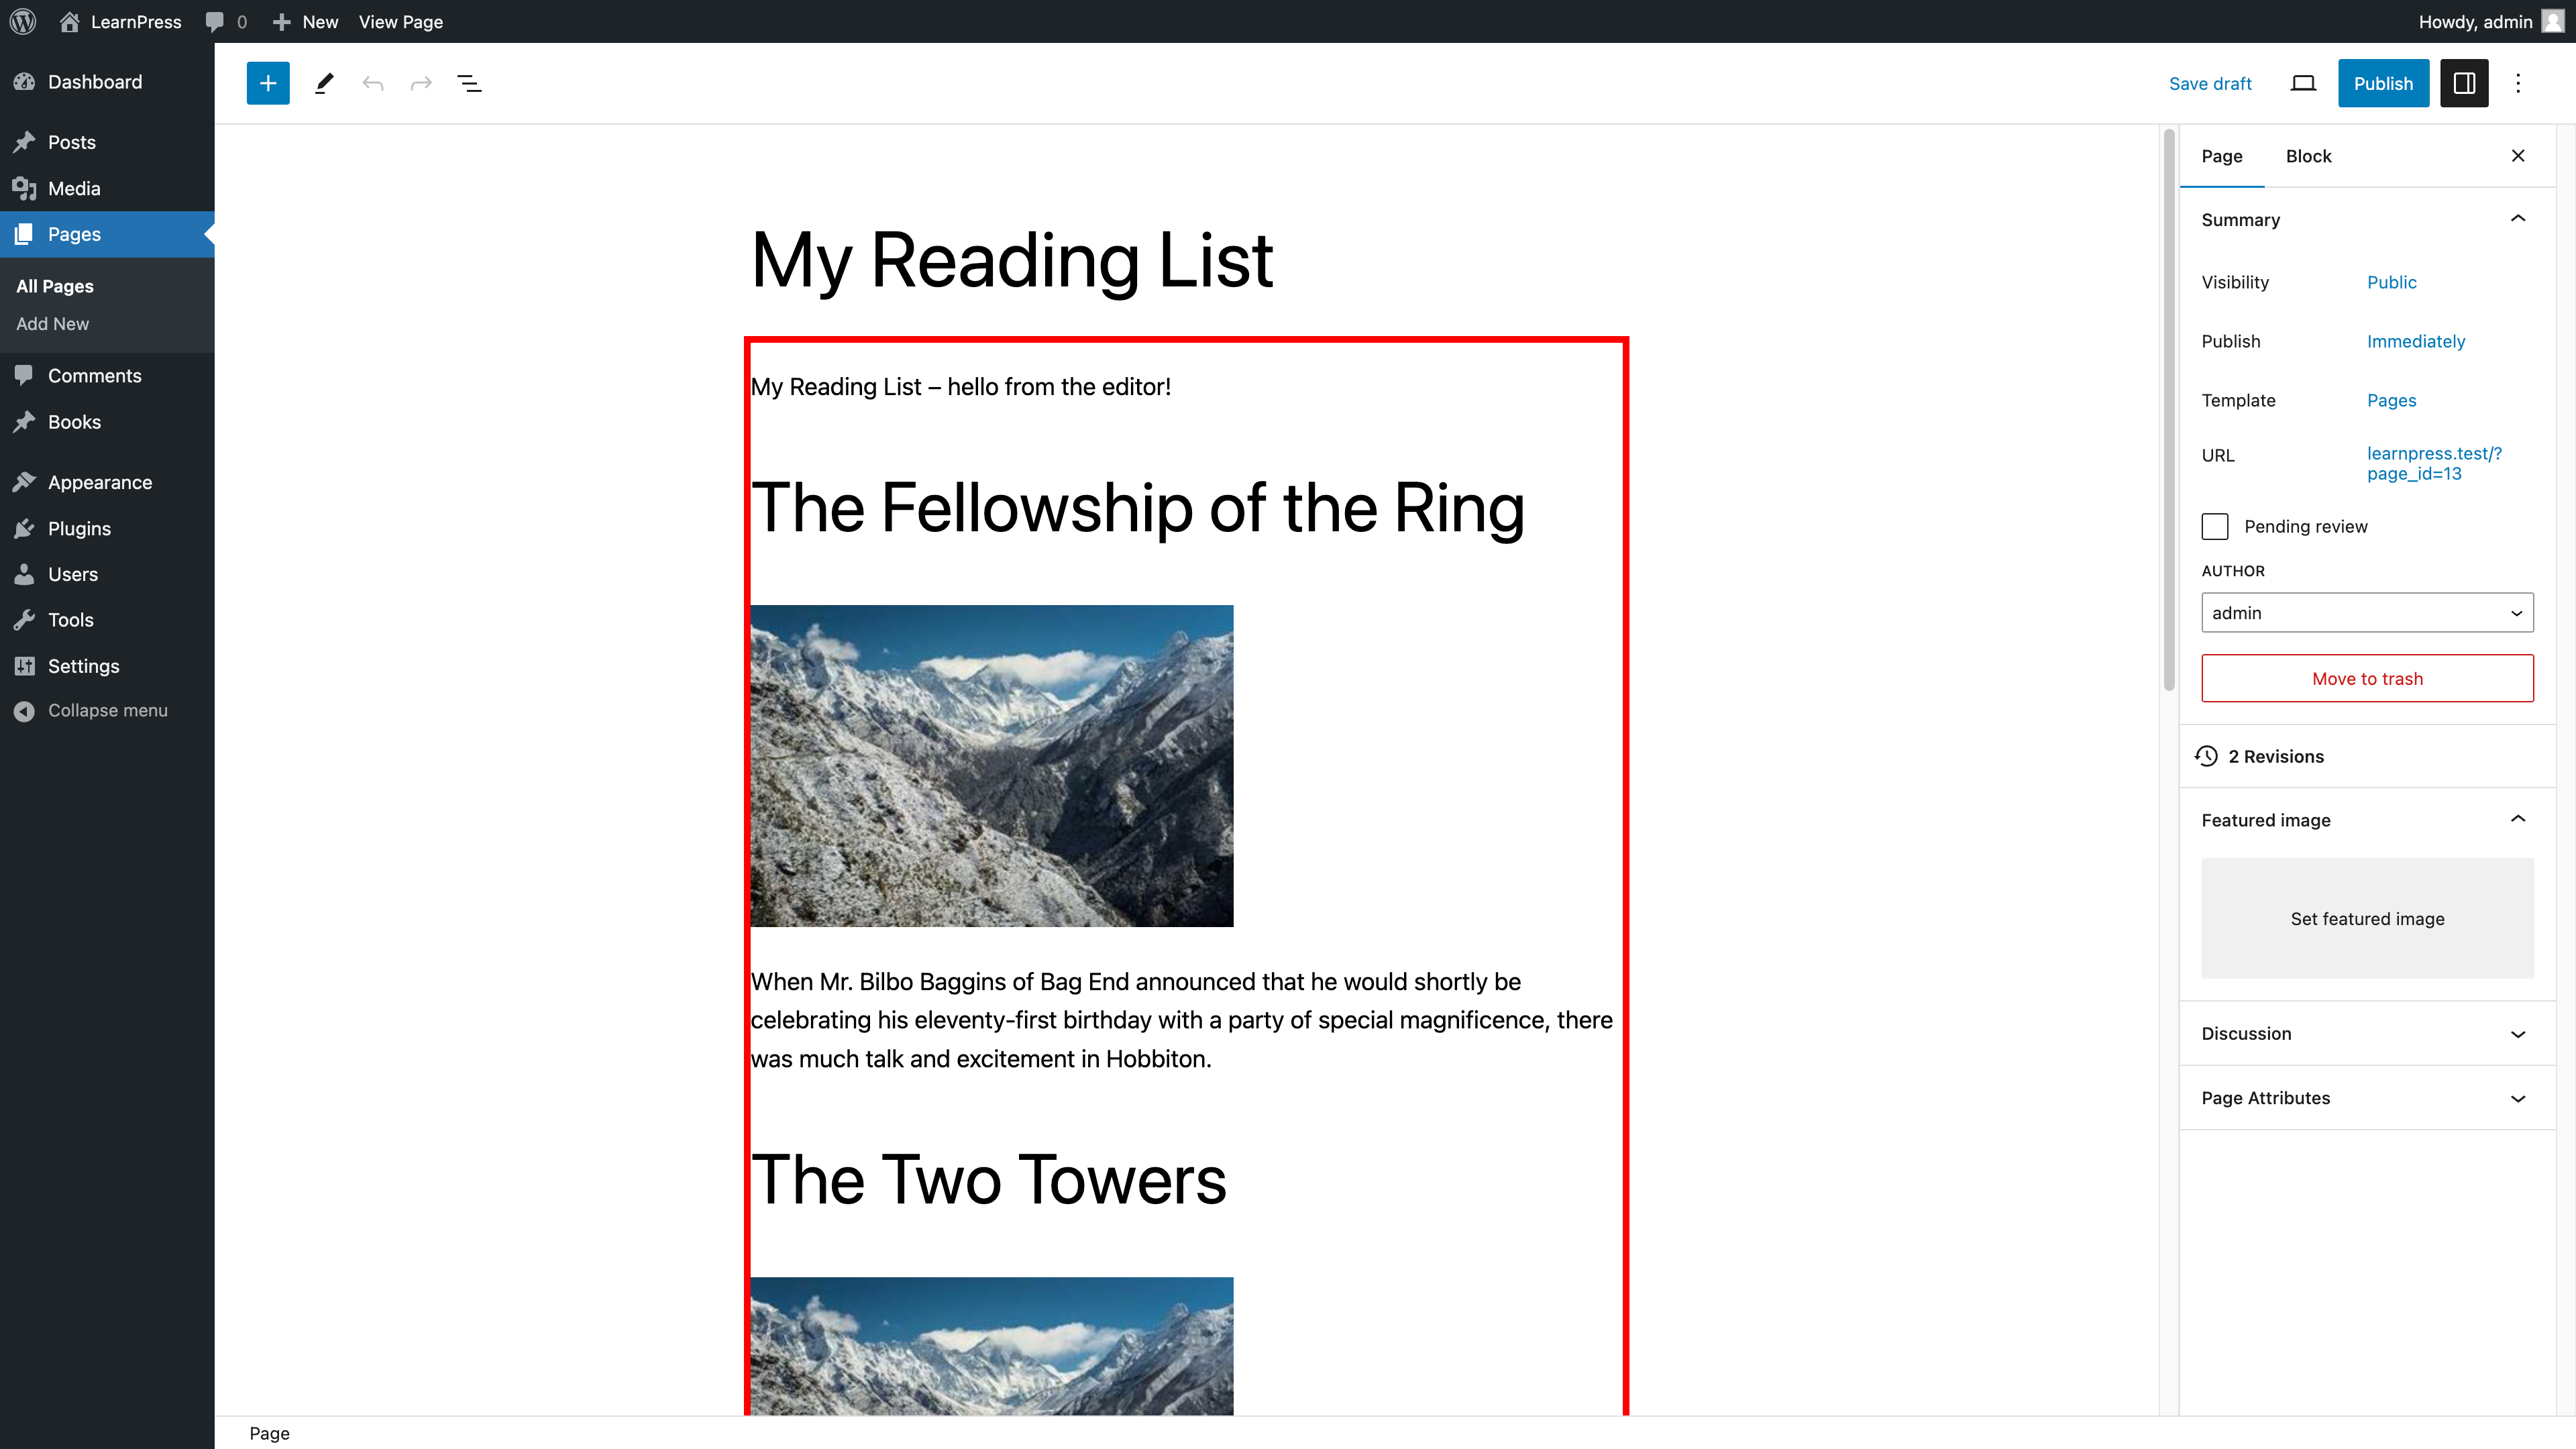 LearnPress
0
New
View Page
Howdy, admin
Dashboard
Posts
Media
Pages
All Pages
Add New
Comments
Books
Appearance
Plugins
Users
Tools
Settings
Collapse menu
Save draft
Publish
My Reading List
My Reading List – hello from the editor!
The Fellowship of the Ring
When Mr. Bilbo Baggins of Bag End announced that he would shortly be
celebrating his eleventy-first birthday with a party of special magnificence, there
was much talk and excitement in Hobbiton.
The Two Towers
Page
Block
Summary
Visibility
Public
Publish
Immediately
Template
Pages
URL
learnpress.test/?
page_id=13
Pending review
AUTHOR
admin
Move to trash
2 Revisions
Featured image
Set featured image
Discussion
Page Attributes
Page